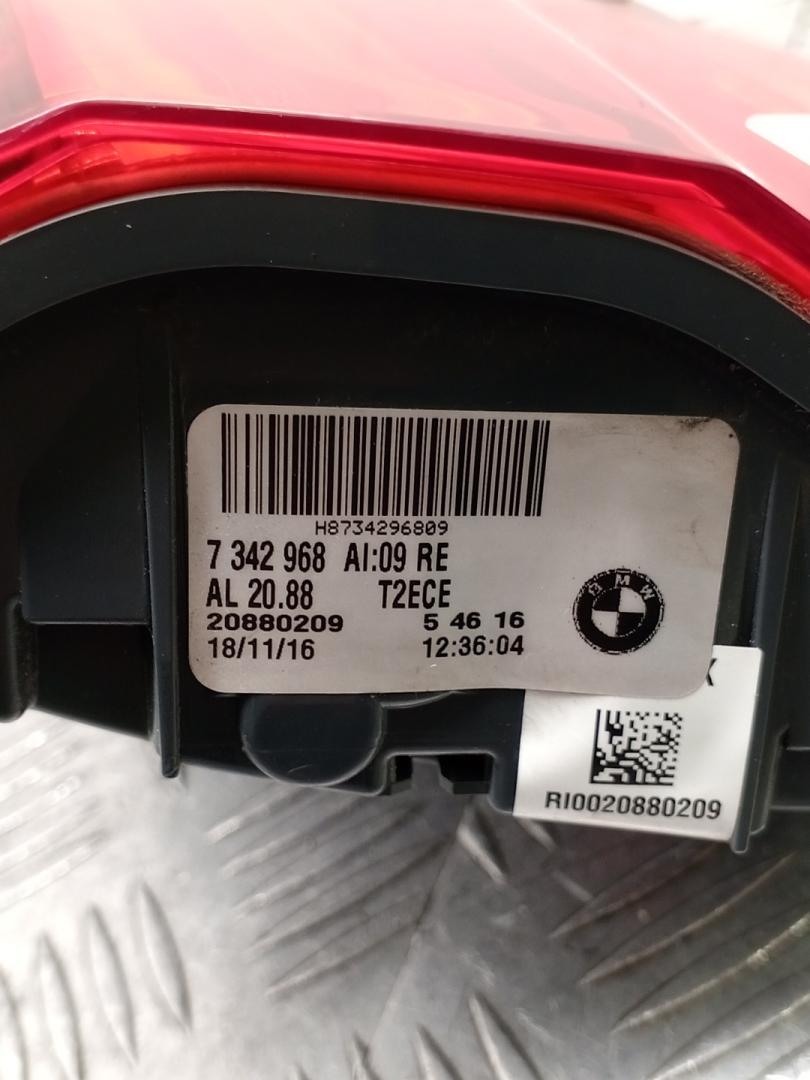 H8734296809
7 342 968 AI:09 RE
AL 20.88 T2ECE
20880209 5 46 16
18/11/16 12:36:04
BMW
X
RI0020880209